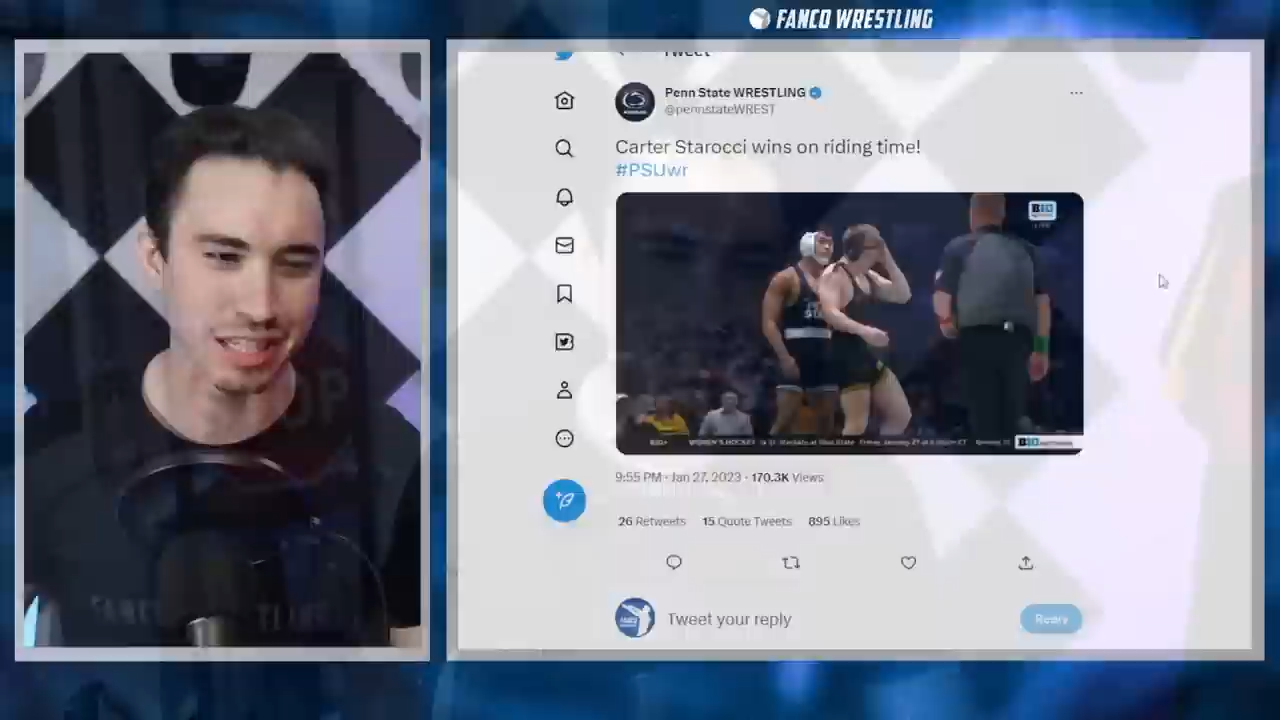 FANCO WRESTLING
Tweet
Penn State WRESTLING
@pennstateWREST
Carter Starocci wins on riding time!
#PSUwr
9:55 PM · Jan 27, 2023 · 170.3K Views
26 Retweets 15 Quote Tweets 895 Likes
Tweet your reply
Reply